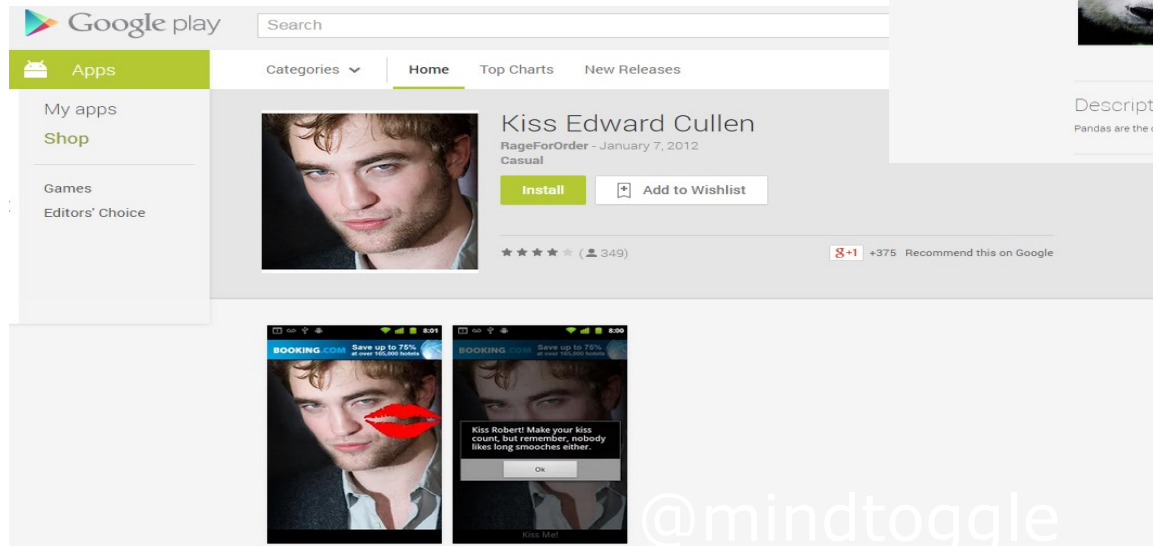 Google play
Search
Apps
Categories
Home
Top Charts
New Releases
My apps
Shop
Games
Editors' Choice
Kiss Edward Cullen
RageForOrder - January 7, 2012
Casual
Install
Add to Wishlist
(349)
g+1 +375 Recommend this on Google
Descript
Pandas are the
8:01
BOOKING.COM
Save up to 75%
at over 165,000 hotels
8:00
BOOKING.COM
Save up to 75%
at over 165,000 hotels
Kiss Robert! Make your kiss
count, but remember, nobody
likes long smooches either.
Ok
Kiss Me!
@mindtoggle